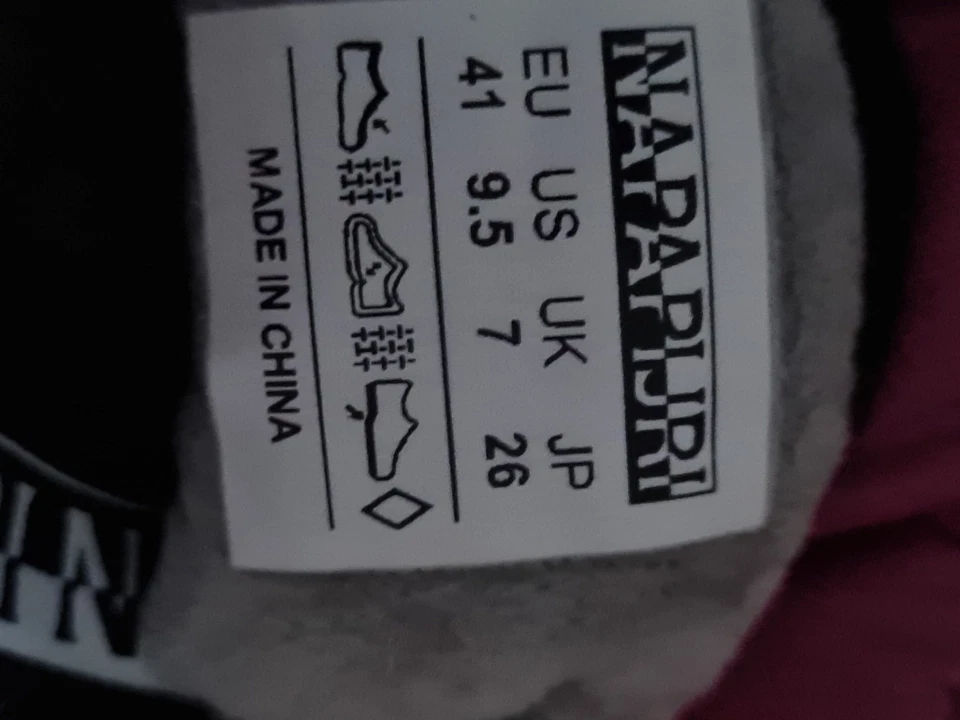 NAPAPIJRI
EU US UK JP
41 9.5 7 26
MADE IN CHINA